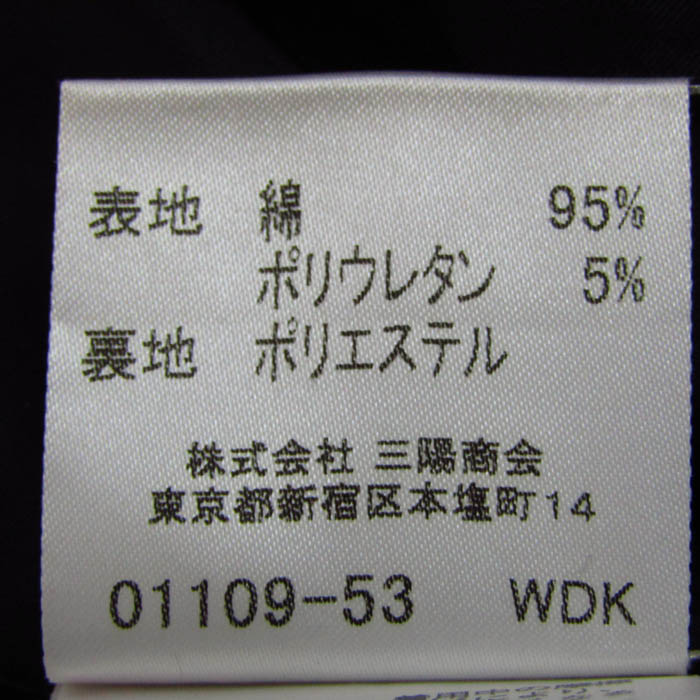 表地 綿 95%
ポリウレタン 5%
裏地 ポリエステル
株式会社 三陽商会
東京都新宿区本塩町14
01109-53 WDK